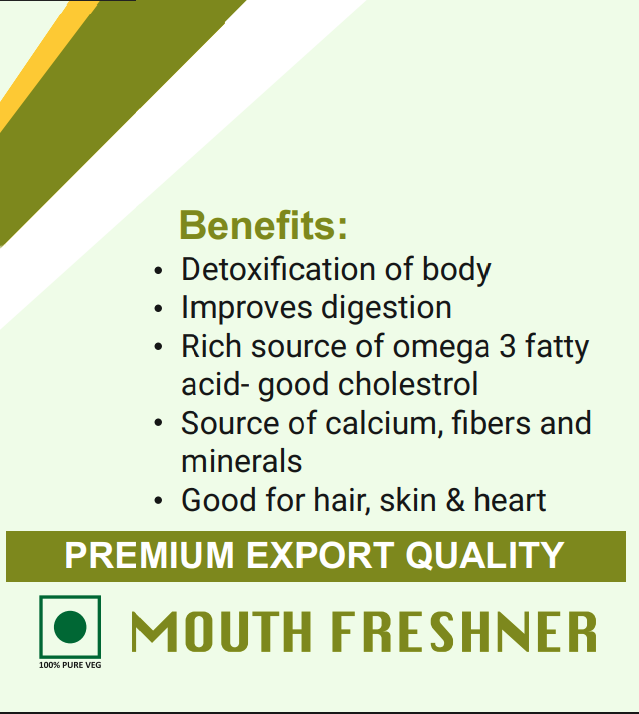 Benefits:
• Detoxification of body
• Improves digestion
• Rich source of omega 3 fatty
acid- good cholestrol
• Source of calcium, fibers and
minerals
• Good for hair, skin & heart
PREMIUM EXPORT QUALITY
MOUTH FRESHNER
100% PURE VEG